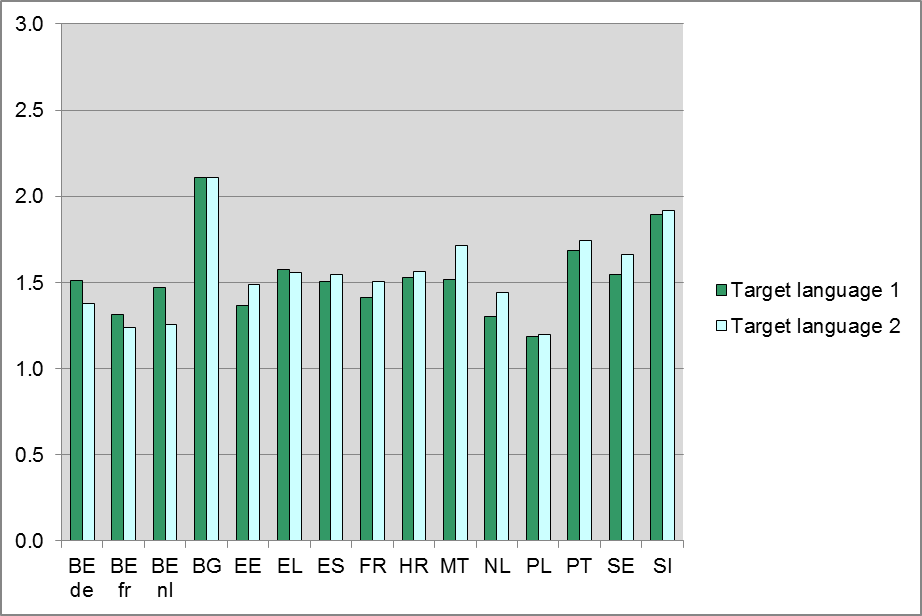 3.0
2.5
2.0
1.5
1.0
0.5
0.0
BE de
BE fr
BE nl
BG
EE
EL
ES
FR
HR
MT
NL
PL
PT
SE
SI
Target language 1
Target language 2